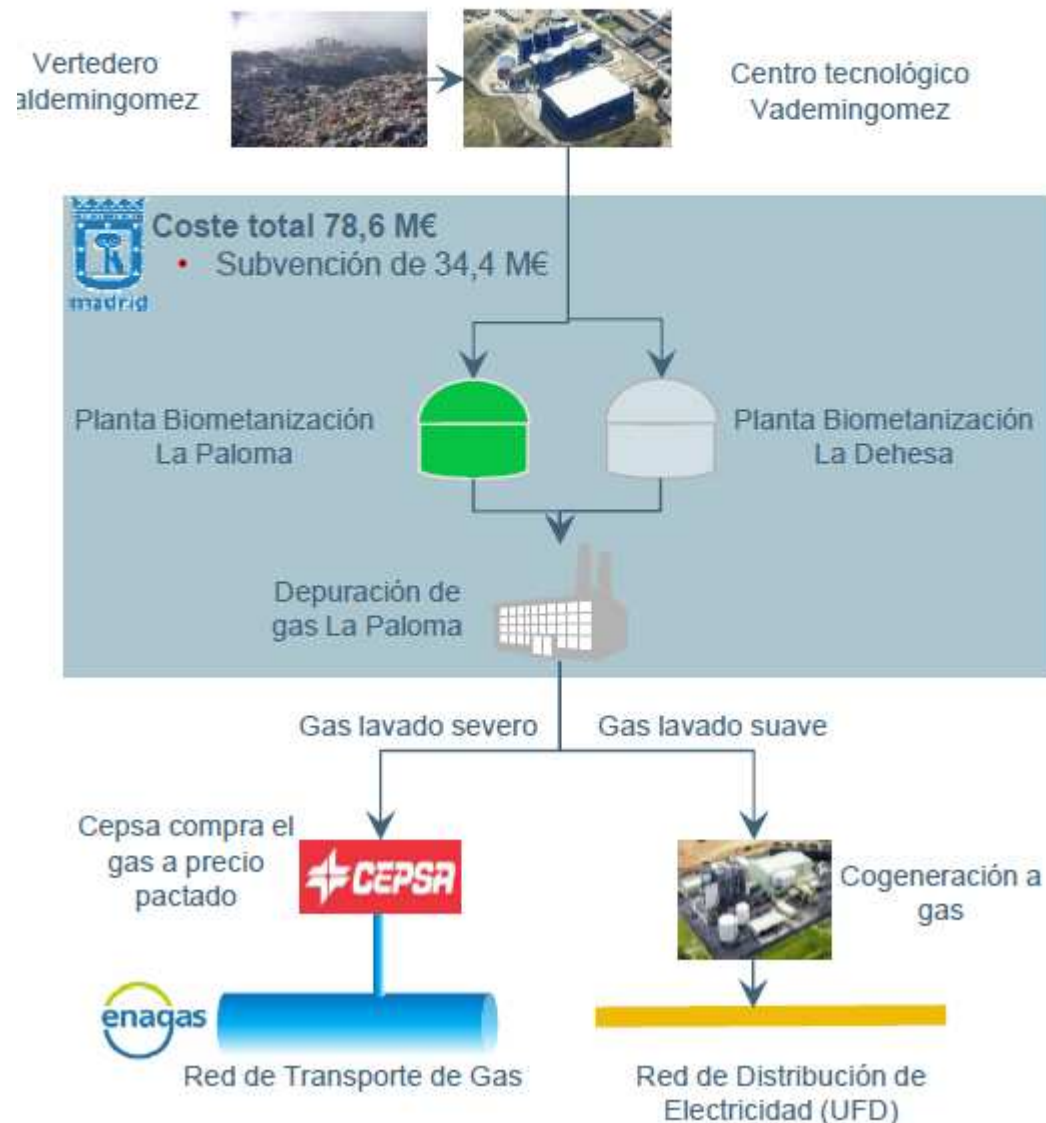 Vertedero
aldemingomez
Centro tecnológico
Vademingomez
madrid
Coste total 78,6 M€
• Subvención de 34,4 M€
Planta Biometanización
La Paloma
Planta Biometanización
La Dehesa
Depuración de
gas La Paloma
Gas lavado severo
Gas lavado suave
Cepsa compra el
gas a precio
pactado
CEPSA
Cogeneración a
gas
enagas
Red de Transporte de Gas
Red de Distribución de
Electricidad (UFD)